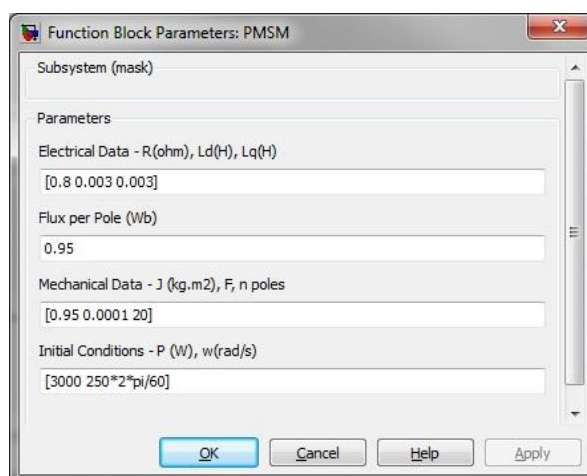 Function Block Parameters: PMSM
Subsystem (mask)
Parameters
Electrical Data - R(ohm), Ld(H), Lq(H)
[0.8 0.003 0.003]
Flux per Pole (Wb)
0.95
Mechanical Data - J (kg.m2), F, n poles
[0.95 0.0001 20]
Initial Conditions - P (W), w(rad/s)
[3000 250*2*pi/60]
OK Cancel Help Apply